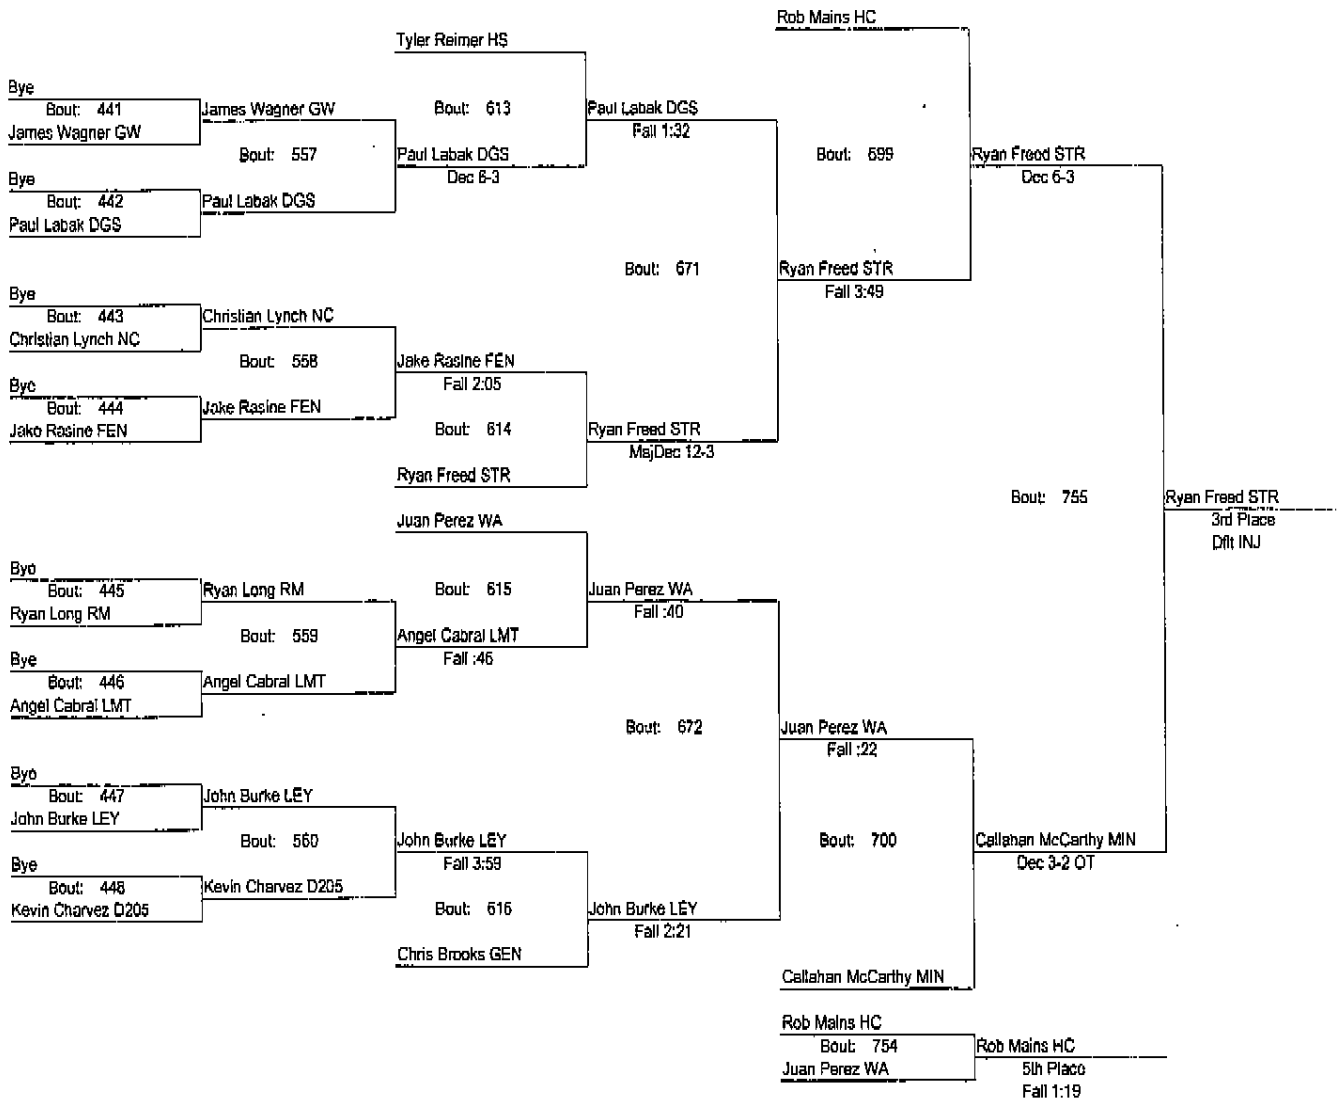 Rob Mains HC
Tyler Reimer HS
Bye
Bout: 441
James Wagner GW
James Wagner GW
Bout: 613
Paul Labak DGS
Fall 1:32
Bout: 557
Paul Labak DGS
Dec 6-3
Bout: 699
Ryan Freed STR
Dec 6-3
Bye
Bout: 442
Paul Labak DGS
Paul Labak DGS
Bout: 671
Ryan Freed STR
Fall 3:49
Bye
Bout: 443
Christian Lynch NC
Christian Lynch NC
Bout: 558
Jake Rasine FEN
Fall 2:05
Bye
Bout: 444
Jake Rasine FEN
Jake Rasine FEN
Bout: 614
Ryan Freed STR
MajDec 12-3
Ryan Freed STR
Bout: 755
Ryan Freed STR
3rd Place
Dflt INJ
Juan Perez WA
Bye
Bout: 445
Ryan Long RM
Ryan Long RM
Bout: 615
Juan Perez WA
Fall :40
Bout: 559
Angel Cabral LMT
Fall :46
Bye
Bout: 446
Angel Cabral LMT
Angel Cabral LMT
Bout: 672
Juan Perez WA
Fall :22
Bye
Bout: 447
John Burke LEY
John Burke LEY
Bout: 560
John Burke LEY
Fall 3:59
Bout: 700
Callahan McCarthy MIN
Dec 3-2 OT
Bye
Bout: 448
Kevin Charvez D205
Kevin Charvez D205
Bout: 616
John Burke LEY
Fall 2:21
Chris Brooks GEN
Callahan McCarthy MIN
Rob Mains HC
Bout: 754
Juan Perez WA
Rob Mains HC
5th Place
Fall 1:19